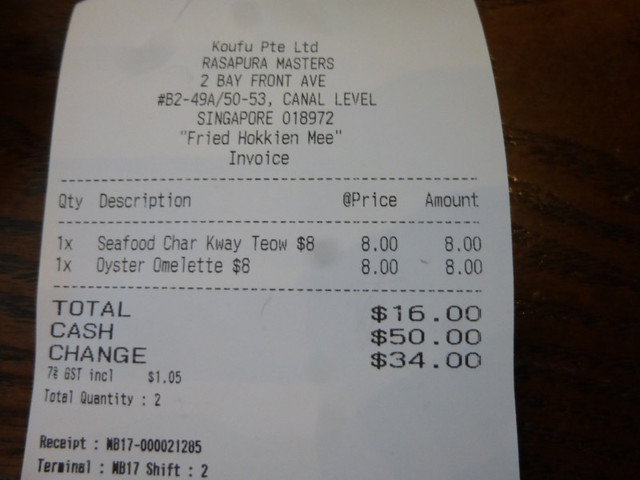 Koufu Pte Ltd
RASAPURA MASTERS
2 BAY FRONT AVE
#B2-49A/50-53, CANAL LEVEL
SINGAPORE 018972
"Fried Hokkien Mee"
Invoice
Qty Description @Price Amount
1x Seafood Char Kway Teow $8 8.00 8.00
1x Oyster Omelette $8 8.00 8.00
TOTAL $16.00
CASH $50.00
CHANGE $34.00
7% GST incl $1.05
Total Quantity : 2
Receipt : WB17-000021285
Terminal : WB17 Shift : 2